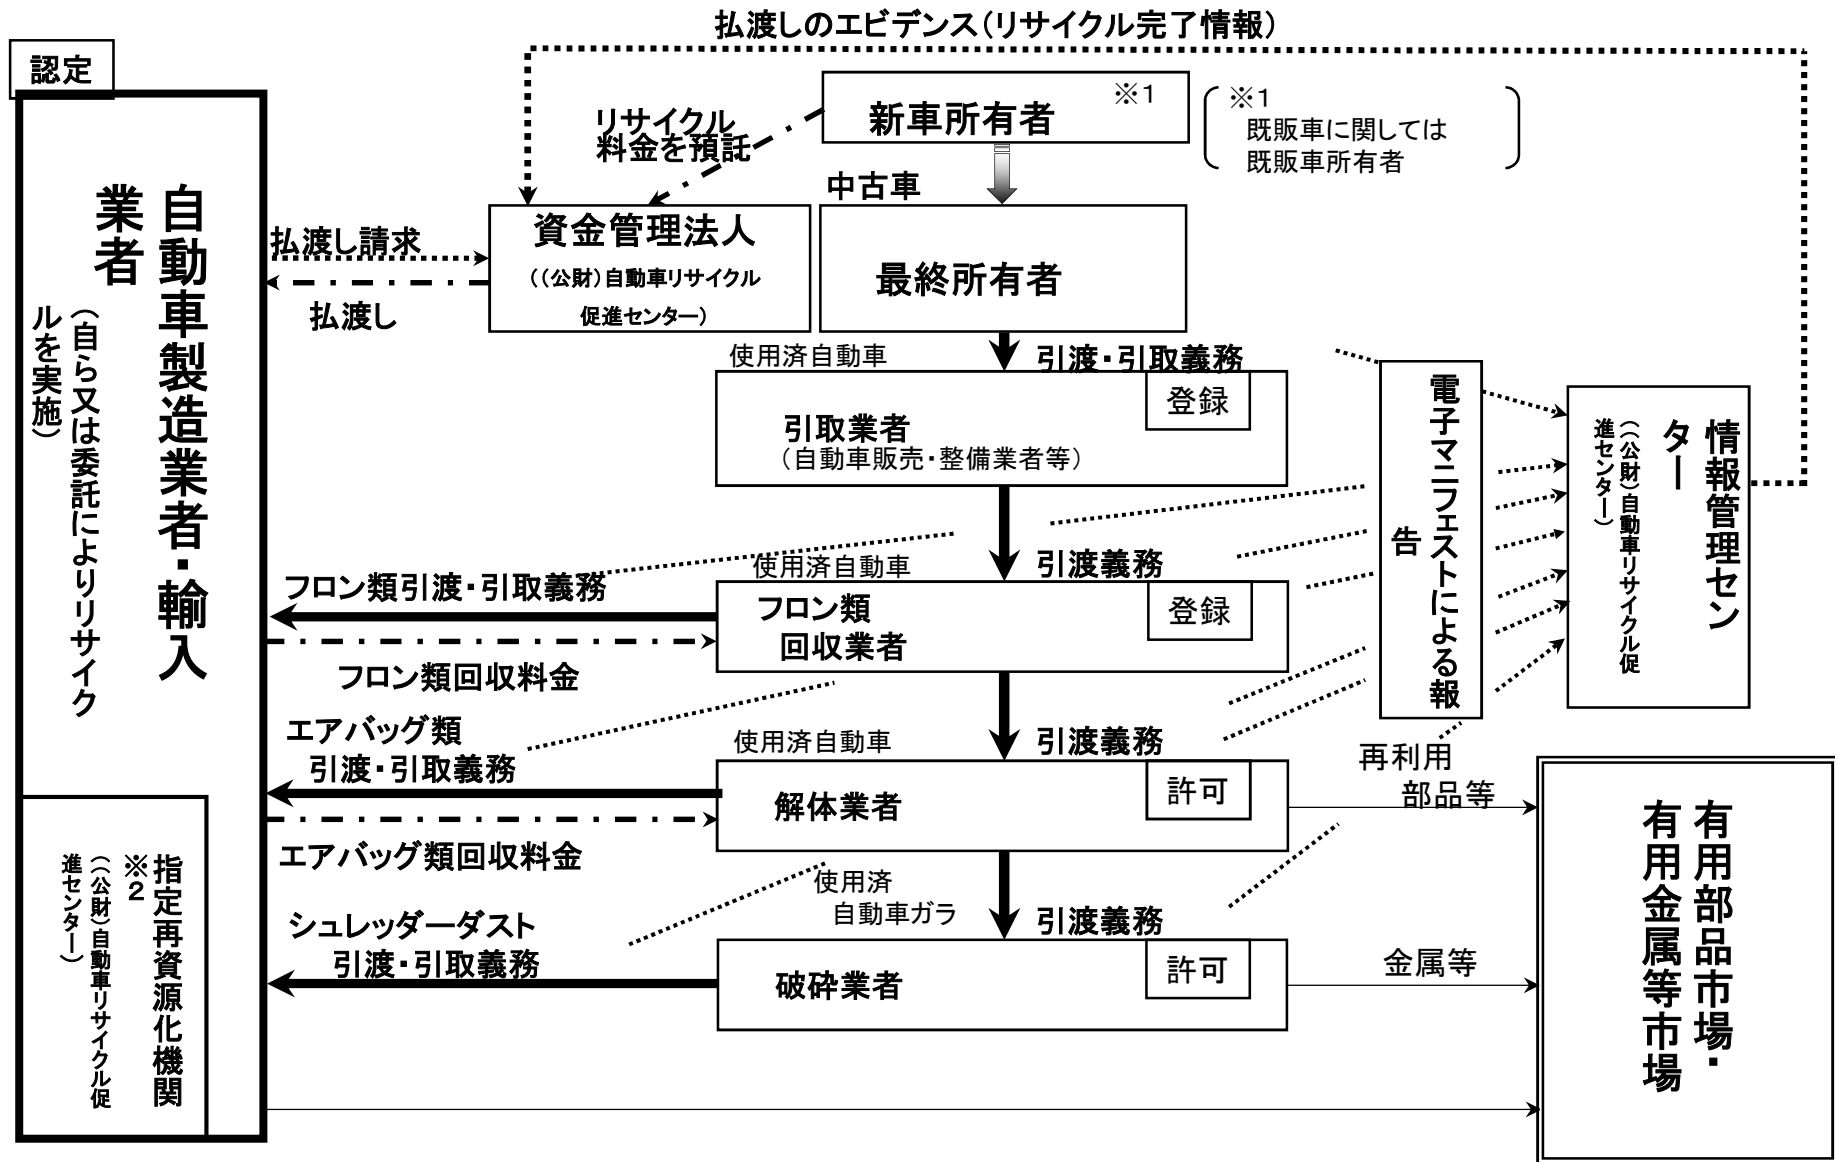 払渡しのエビデンス（リサイクル完了情報）
認定
自動車製造業者・輸入
業者
（自ら又は委託によりリサイク
ルを実施）
指定再資源化機関
※２
（（公財）自動車リサイクル促
進センター）
リサイクル
料金を預託
新車所有者
※１
※１
既販車に関しては
既販車所有者
中古車
払渡し請求
払渡し
資金管理法人
（（公財）自動車リサイクル
促進センター）
最終所有者
使用済自動車
引渡・引取義務
登録
引取業者
（自動車販売・整備業者等）
電子マニフェストによる報
告
情報管理セン
ター
（（公財）自動車リサイクル促
進センター）
使用済自動車
引渡義務
フロン類引渡・引取義務
フロン類
回収業者
登録
フロン類回収料金
エアバッグ類
引渡・引取義務
使用済自動車
引渡義務
解体業者
許可
再利用
部品等
エアバッグ類回収料金
使用済
自動車ガラ
引渡義務
シュレッダーダスト
引渡・引取義務
破砕業者
許可
金属等
有用部品市場・
有用金属等市場